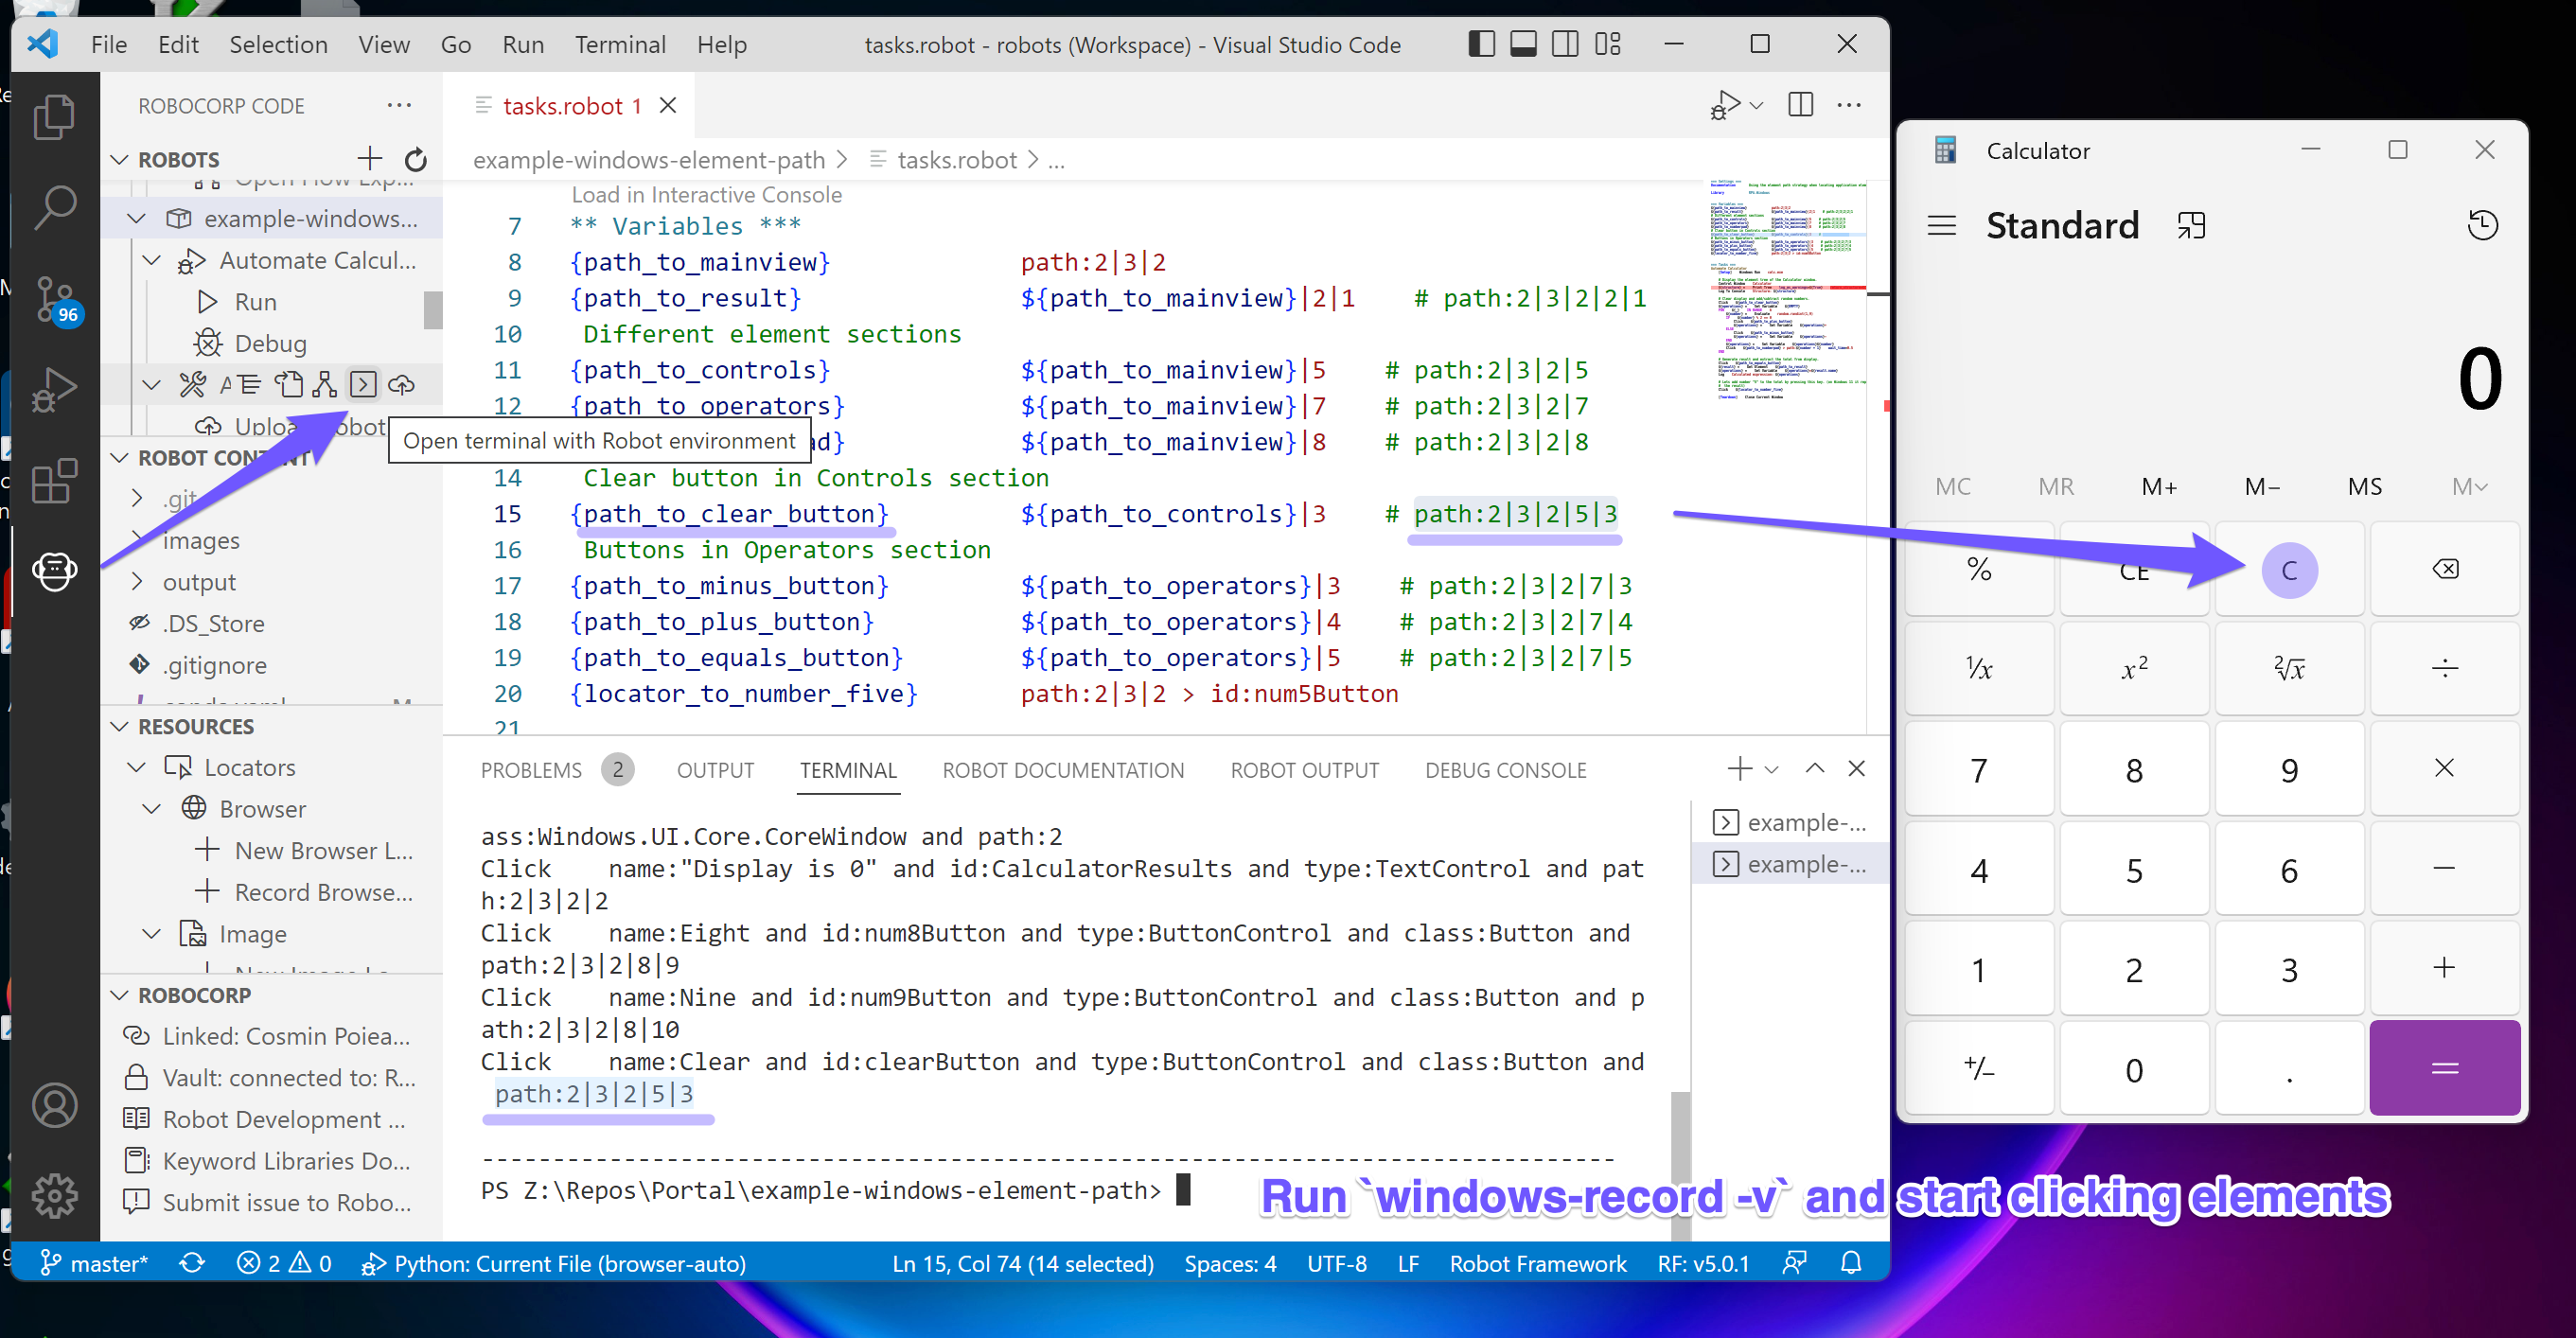 File Edit Selection View Go Run Terminal Help
tasks.robot - robots (Workspace) - Visual Studio Code
ROBOCORP CODE
ROBOTS
example-windows...
Automate Calcul...
Run
Debug
Open terminal with Robot environment
ROBOT CONTENT
.git
images
output
.DS_Store
.gitignore
RESOURCES
Locators
Browser
New Browser L...
Record Browse...
Image
ROBOCORP
Linked: Cosmin Poiea...
Vault: connected to: R...
Robot Development ...
Keyword Libraries Do...
Submit issue to Robo...
96
tasks.robot 1
example-windows-element-path > tasks.robot > ...
Load in Interactive Console
7 ** Variables ***
8 {path_to_mainview} path:2|3|2
9 {path_to_result} ${path_to_mainview}|2|1 # path:2|3|2|2|1
10 Different element sections
11 {path_to_controls} ${path_to_mainview}|5 # path:2|3|2|5
12 {path_to_operators} ${path_to_mainview}|7 # path:2|3|2|7
ad} ${path_to_mainview}|8 # path:2|3|2|8
14 Clear button in Controls section
15 {path_to_clear_button} ${path_to_controls}|3 # path:2|3|2|5|3
16 Buttons in Operators section
17 {path_to_minus_button} ${path_to_operators}|3 # path:2|3|2|7|3
18 {path_to_plus_button} ${path_to_operators}|4 # path:2|3|2|7|4
19 {path_to_equals_button} ${path_to_operators}|5 # path:2|3|2|7|5
20 {locator_to_number_five} path:2|3|2 > id:num5Button
21
PROBLEMS 2 OUTPUT TERMINAL ROBOT DOCUMENTATION ROBOT OUTPUT DEBUG CONSOLE
ass:Windows.UI.Core.CoreWindow and path:2
Click name:"Display is 0" and id:CalculatorResults and type:TextControl and pat
h:2|3|2|2
Click name:Eight and id:num8Button and type:ButtonControl and class:Button and
path:2|3|2|8|9
Click name:Nine and id:num9Button and type:ButtonControl and class:Button and p
ath:2|3|2|8|10
Click name:Clear and id:clearButton and type:ButtonControl and class:Button and
path:2|3|2|5|3
--------------------------------------------------------------------------------
PS Z:\Repos\Portal\example-windows-element-path>
example-...
example-...
Run `windows-record -v` and start clicking elements
master* 2 0 Python: Current File (browser-auto) Ln 15, Col 74 (14 selected) Spaces: 4 UTF-8 LF Robot Framework RF: v5.0.1
Calculator
Standard
0
MC MR M+ M− MS M
% CE C
¹/x x² ²√x ÷
7 8 9 ×
4 5 6 −
1 2 3 +
+/− 0 . =